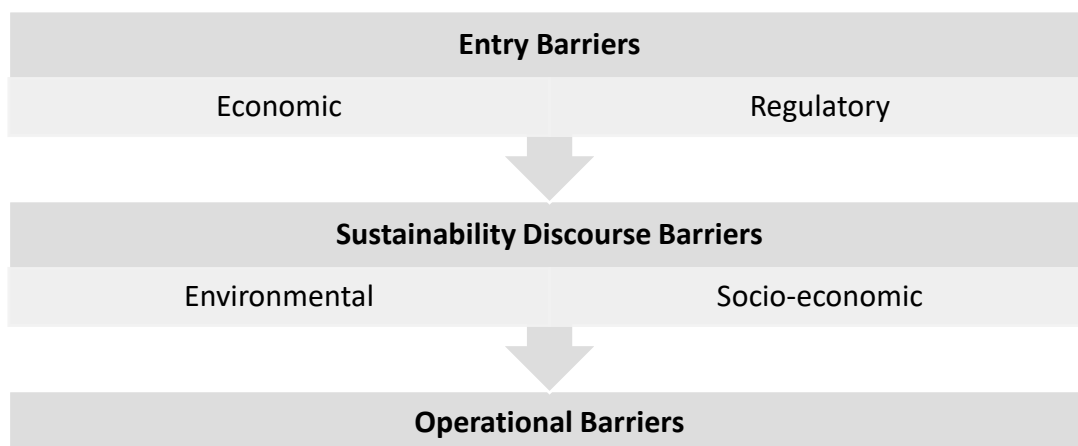 Entry Barriers
Economic Regulatory
Sustainability Discourse Barriers
Environmental Socio-economic
Operational Barriers